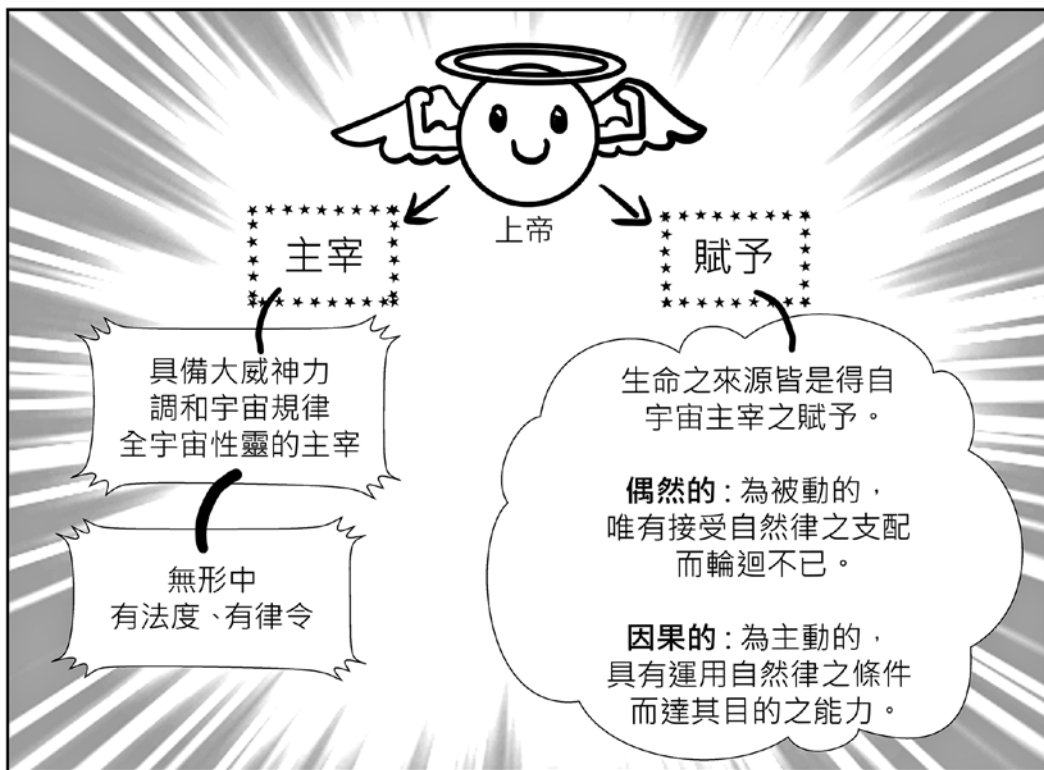 上帝
主宰
具備大威神力
調和宇宙規律
全宇宙性靈的主宰
無形中
有法度、有律令
賦予
生命之來源皆是得自
宇宙主宰之賦予。
偶然的：為被動的，
唯有接受自然律之支配
而輪迴不已。
因果的：為主動的，
具有運用自然律之條件
而達其目的之能力。